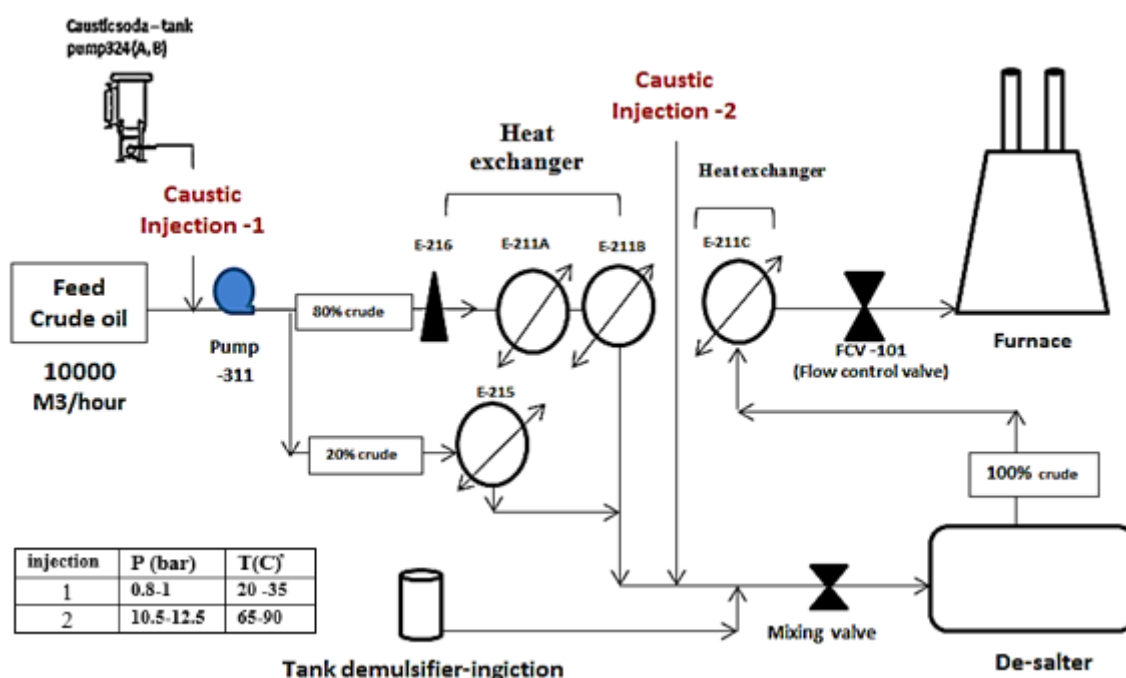 Causticsoda-tank
pump324(A,B)
Caustic
Injection -1
Caustic
Injection -2
Heat
exchanger
Heat exchanger
E-216
E-211A
E-211B
E-211C
Feed
Crude oil
10000
M3/hour
Pump
-311
80% crude
FCV -101
(Flow control valve)
Furnace
E-215
20% crude
100% crude
injection P (bar) T(C)°
1 0.8-1 20 -35
2 10.5-12.5 65-90
Mixing valve
Tank demulsifier-ingiction
De-salter